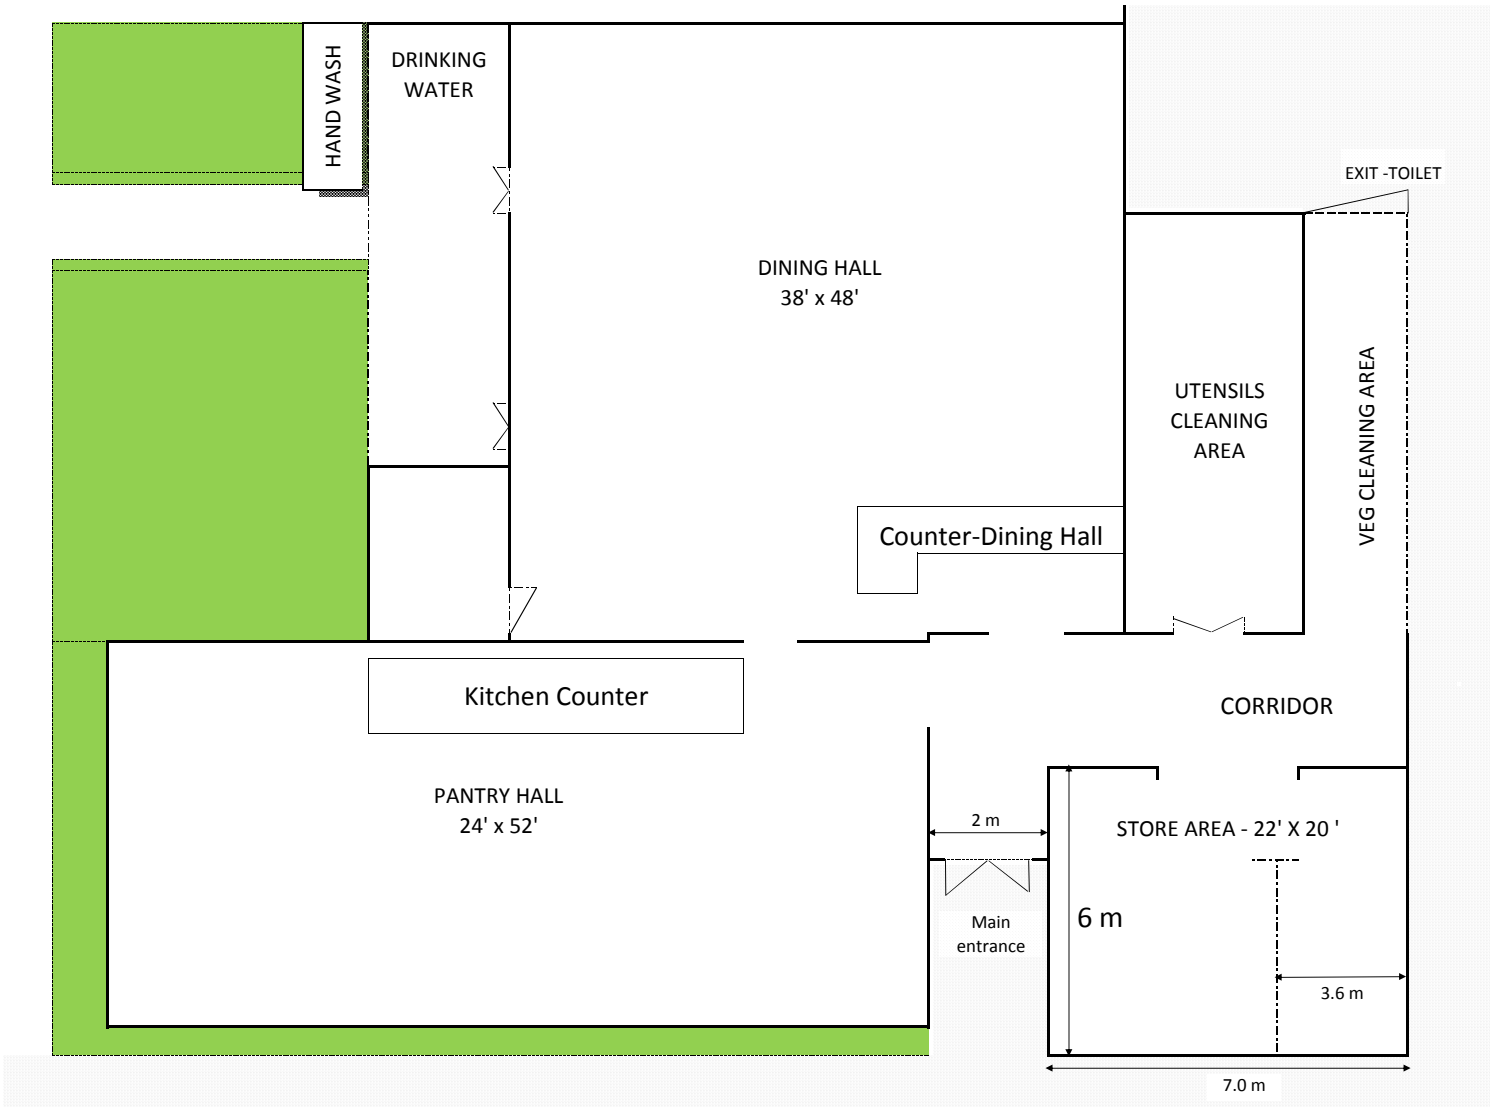 HAND WASH
DRINKING
WATER
EXIT -TOILET
DINING HALL
38' x 48'
UTENSILS
CLEANING
AREA
VEG CLEANING AREA
Counter-Dining Hall
Kitchen Counter
CORRIDOR
PANTRY HALL
24' x 52'
2 m
STORE AREA - 22' X 20 '
6 m
Main
entrance
3.6 m
7.0 m